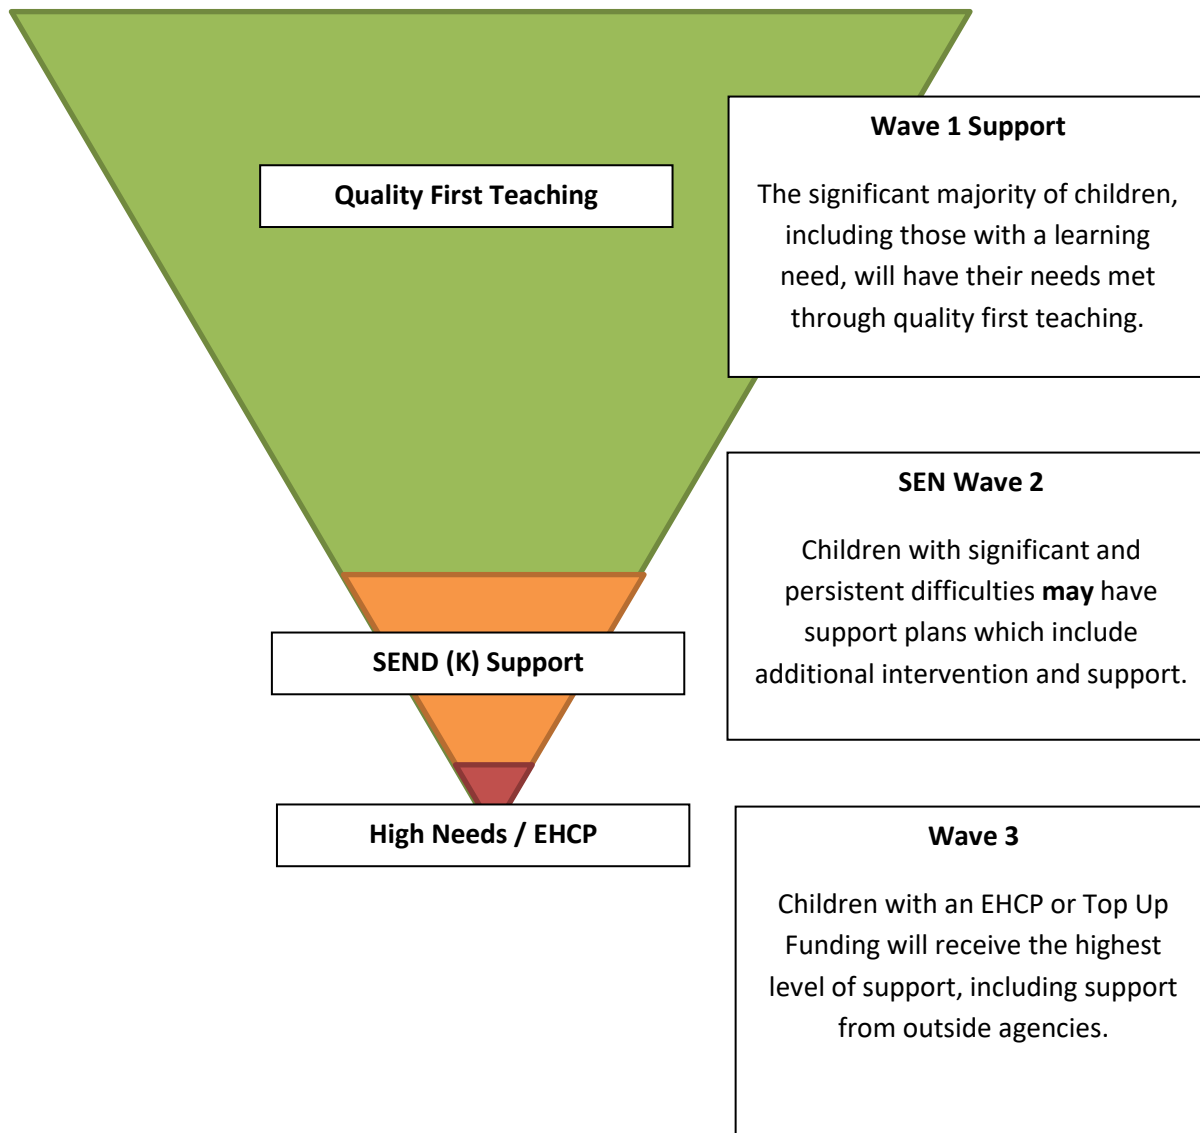 Quality First Teaching
Wave 1 Support
The significant majority of children,
including those with a learning
need, will have their needs met
through quality first teaching.
SEND (K) Support
SEN Wave 2
Children with significant and
persistent difficulties may have
support plans which include
additional intervention and support.
High Needs / EHCP
Wave 3
Children with an EHCP or Top Up
Funding will receive the highest
level of support, including support
from outside agencies.